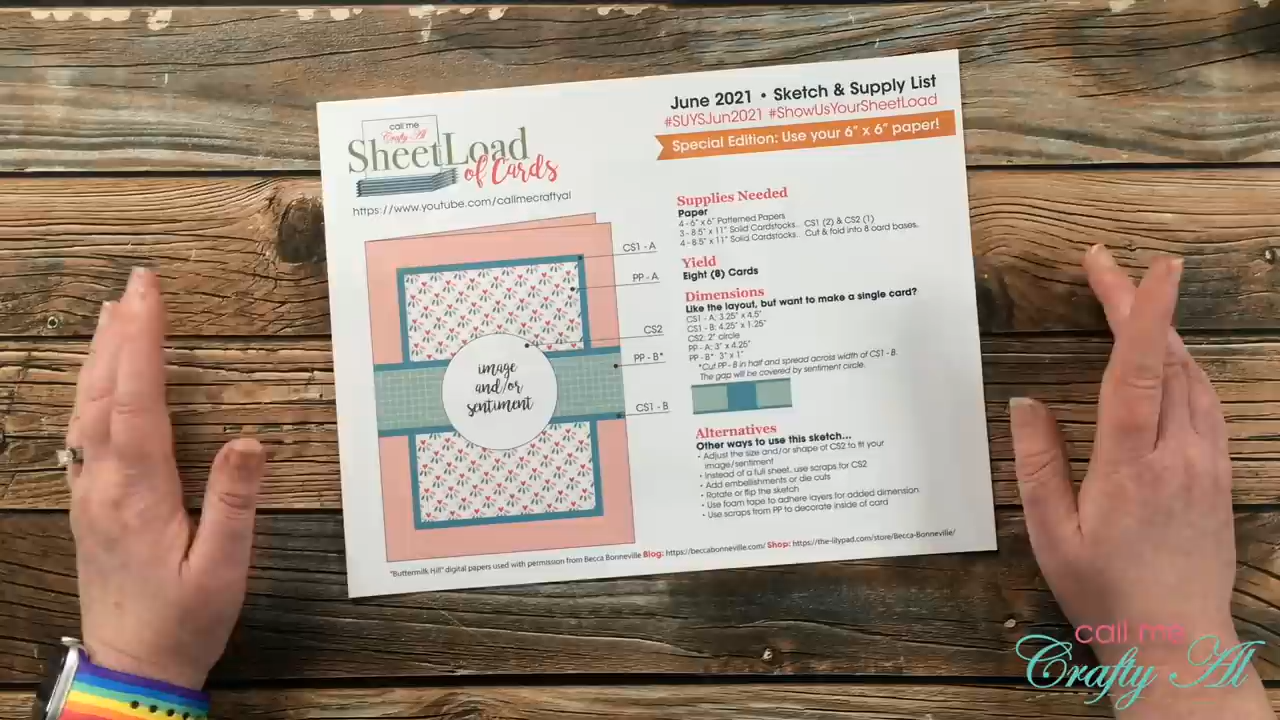 call me
Crafty Al
SheetLoad
of Cards
https://www.youtube.com/callmecraftyal
June 2021 • Sketch & Supply List
#SUYSJun2021 #ShowUsYourSheetLoad
Special Edition: Use your 6" x 6" paper!
CS1 - A
PP - A
CS2
PP - B*
CS1 - B
image
and/or
sentiment
Supplies Needed
Paper
4 - 6" x 6" Patterned Papers
3 - 8.5" x 11" Solid Cardstocks... CS1 (2) & CS2 (1)
4 - 8.5" x 11" Solid Cardstocks... Cut & fold into 8 card bases.
Yield
Eight (8) Cards
Dimensions
Like the layout, but want to make a single card?
CS1 - A: 3.25" x 4.5"
CS1 - B: 4.25" x 1.25"
CS2: 2" circle
PP - A: 3" x 4.25"
PP - B*: 3" x 1"
*Cut PP - B in half and spread across width of CS1 - B.
The gap will be covered by sentiment circle.
Alternatives
Other ways to use this sketch...
• Adjust the size and/or shape of CS2 to fit your
image/sentiment
• Instead of a full sheet, use scraps for CS2
• Add embellishments or die cuts
• Rotate or flip the sketch
• Use foam tape to adhere layers for added dimension
• Use scraps from PP to decorate inside of card
"Buttermilk Hill" digital papers used with permission from Becca Bonneville Blog: https://beccabonneville.com/ Shop: https://the-lilypad.com/store/Becca-Bonneville/
call me
Crafty Al